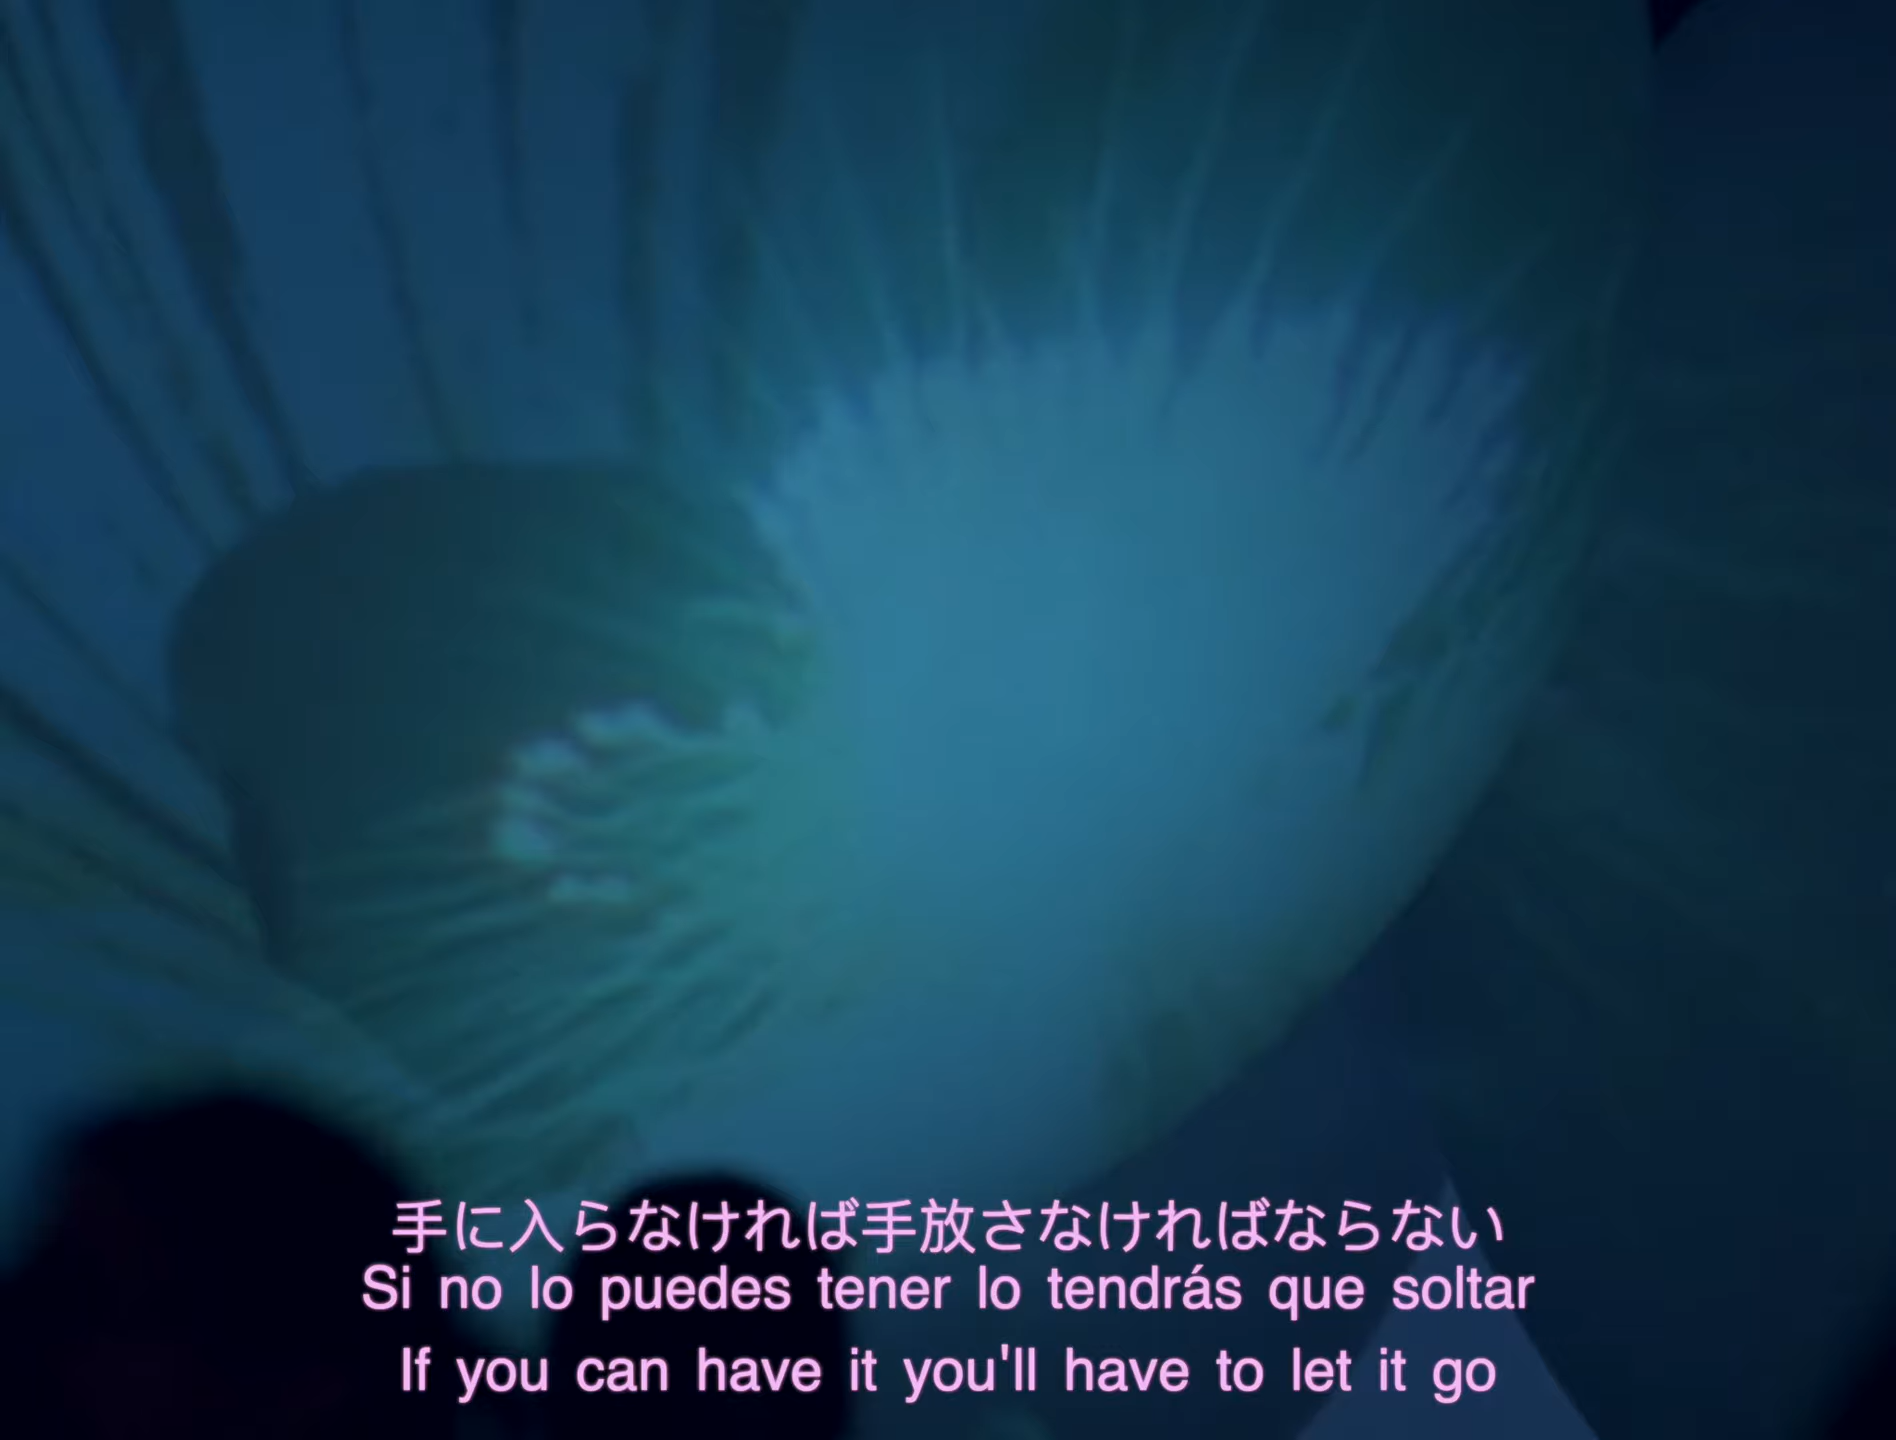 手に入らなければ手放さなければならない
Si no lo puedes tener lo tendrás que soltar
If you can have it you'll have to let it go